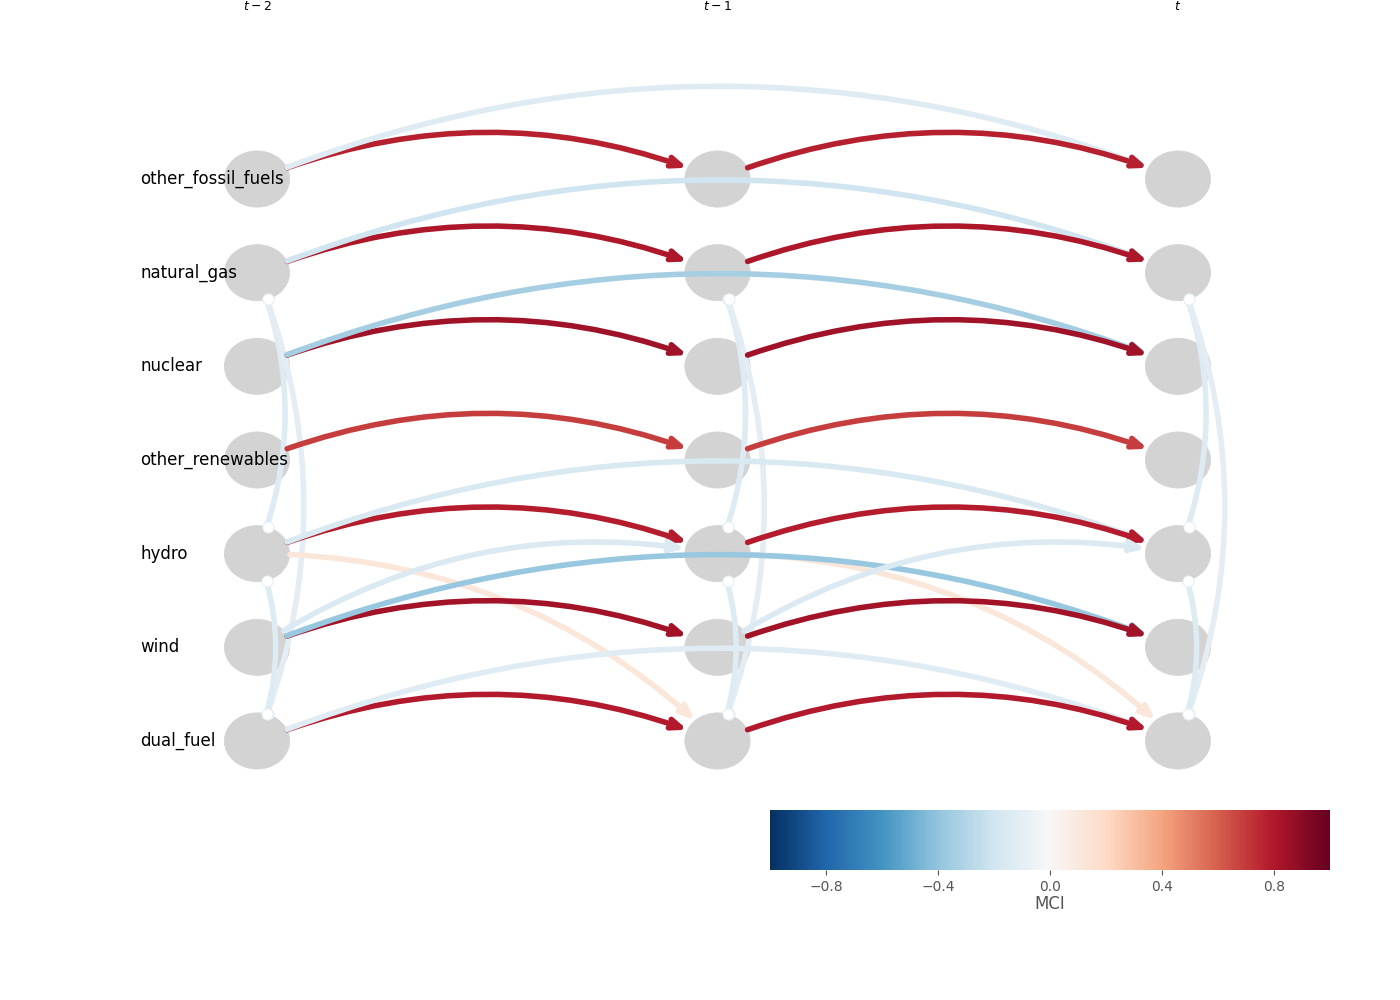 t − 2 t − 1 t
other_fossil_fuels
natural_gas
nuclear
other_renewables
hydro
wind
dual_fuel
−0.8 −0.4 0.0 0.4 0.8
MCI